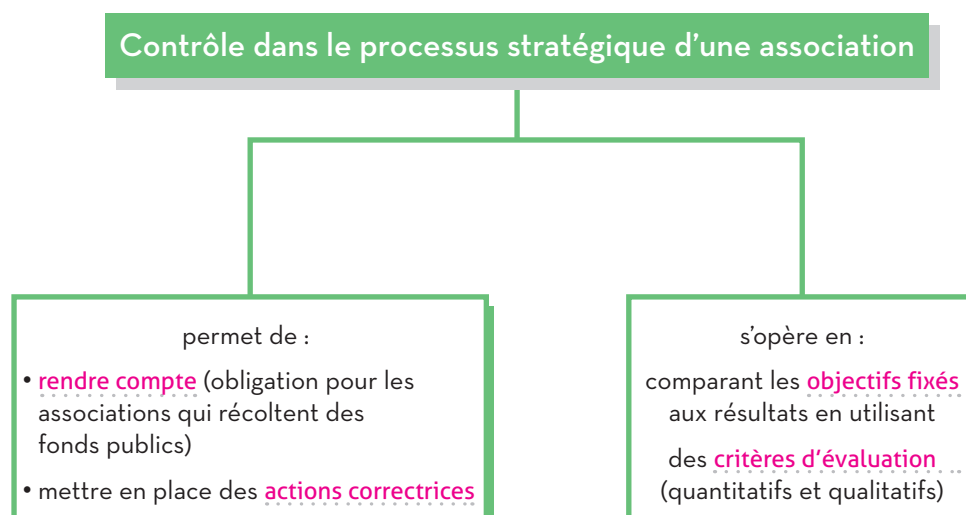 Contrôle dans le processus stratégique d’une association
permet de :
• rendre compte (obligation pour les
associations qui récoltent des
fonds publics)
• mettre en place des actions correctrices
s’opère en :
comparant les objectifs fixés
aux résultats en utilisant
des critères d’évaluation
(quantitatifs et qualitatifs)